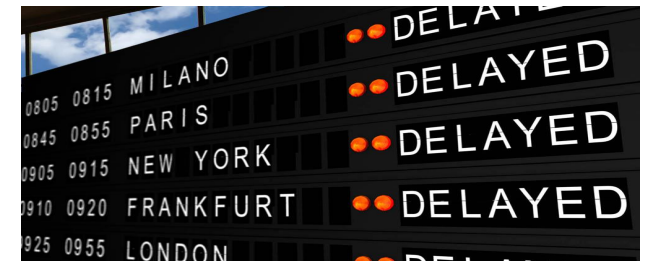 0805 0815 MILANO DELAYED
0845 0855 PARIS DELAYED
0905 0915 NEW YORK DELAYED
0910 0920 FRANKFURT DELAYED
0925 0955 LONDON DELAYED